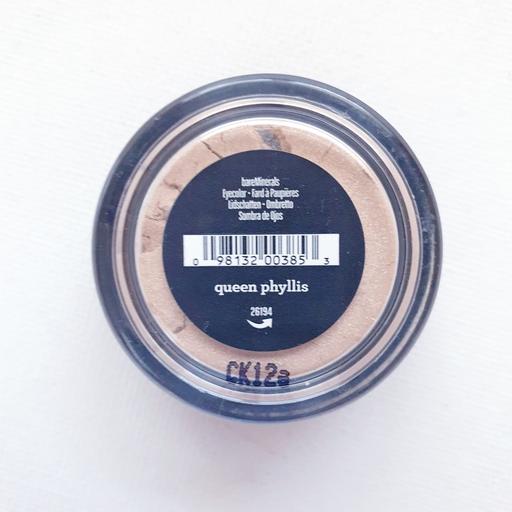 bareMinerals
Eyecolor • Fard à Paupières
Lidschatten • Ombretto
Sombra de Ojos
0 98132 00385 3
queen phyllis
26194
CK12a